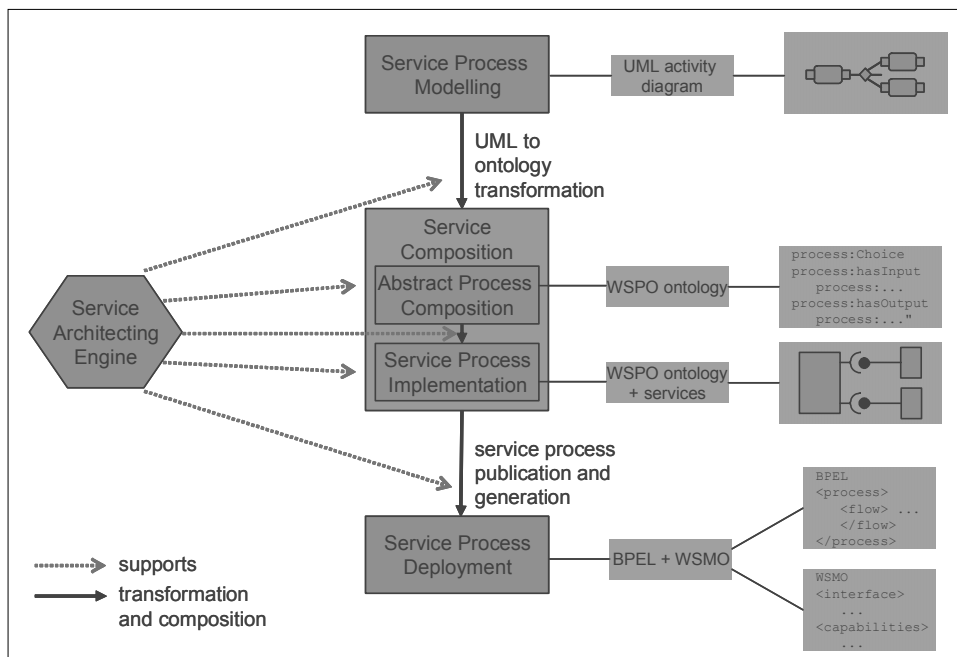 Service Process
Modelling
UML activity
diagram
UML to
ontology
transformation
Service
Composition
Abstract Process
Composition
WSPO ontology
process:Choice
process:hasInput
process:...
process:hasOutput
process:..."
Service
Architecting
Engine
Service Process
Implementation
WSPO ontology
+ services
service process
publication and
generation
Service Process
Deployment
BPEL + WSMO
BPEL
<process>
<flow> ...
</flow>
</process>
WSMO
<interface>
...
<capabilities>
...
supports
transformation
and composition